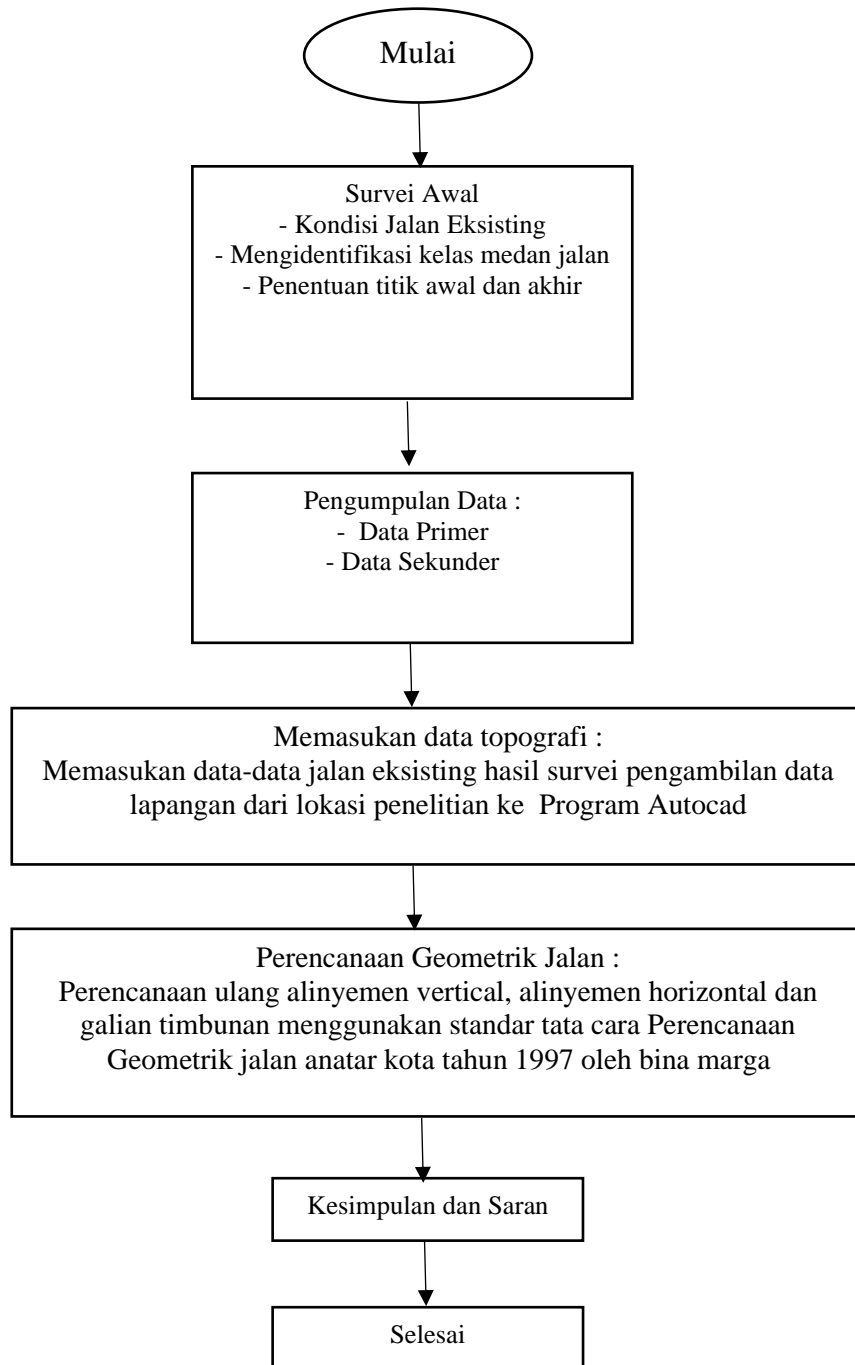 Mulai
Survei Awal
- Kondisi Jalan Eksisting
- Mengidentifikasi kelas medan jalan
- Penentuan titik awal dan akhir
Pengumpulan Data :
- Data Primer
- Data Sekunder
Memasukan data topografi :
Memasukan data-data jalan eksisting hasil survei pengambilan data
lapangan dari lokasi penelitian ke Program Autocad
Perencanaan Geometrik Jalan :
Perencanaan ulang alinyemen vertical, alinyemen horizontal dan
galian timbunan menggunakan standar tata cara Perencanaan
Geometrik jalan anatar kota tahun 1997 oleh bina marga
Kesimpulan dan Saran
Selesai